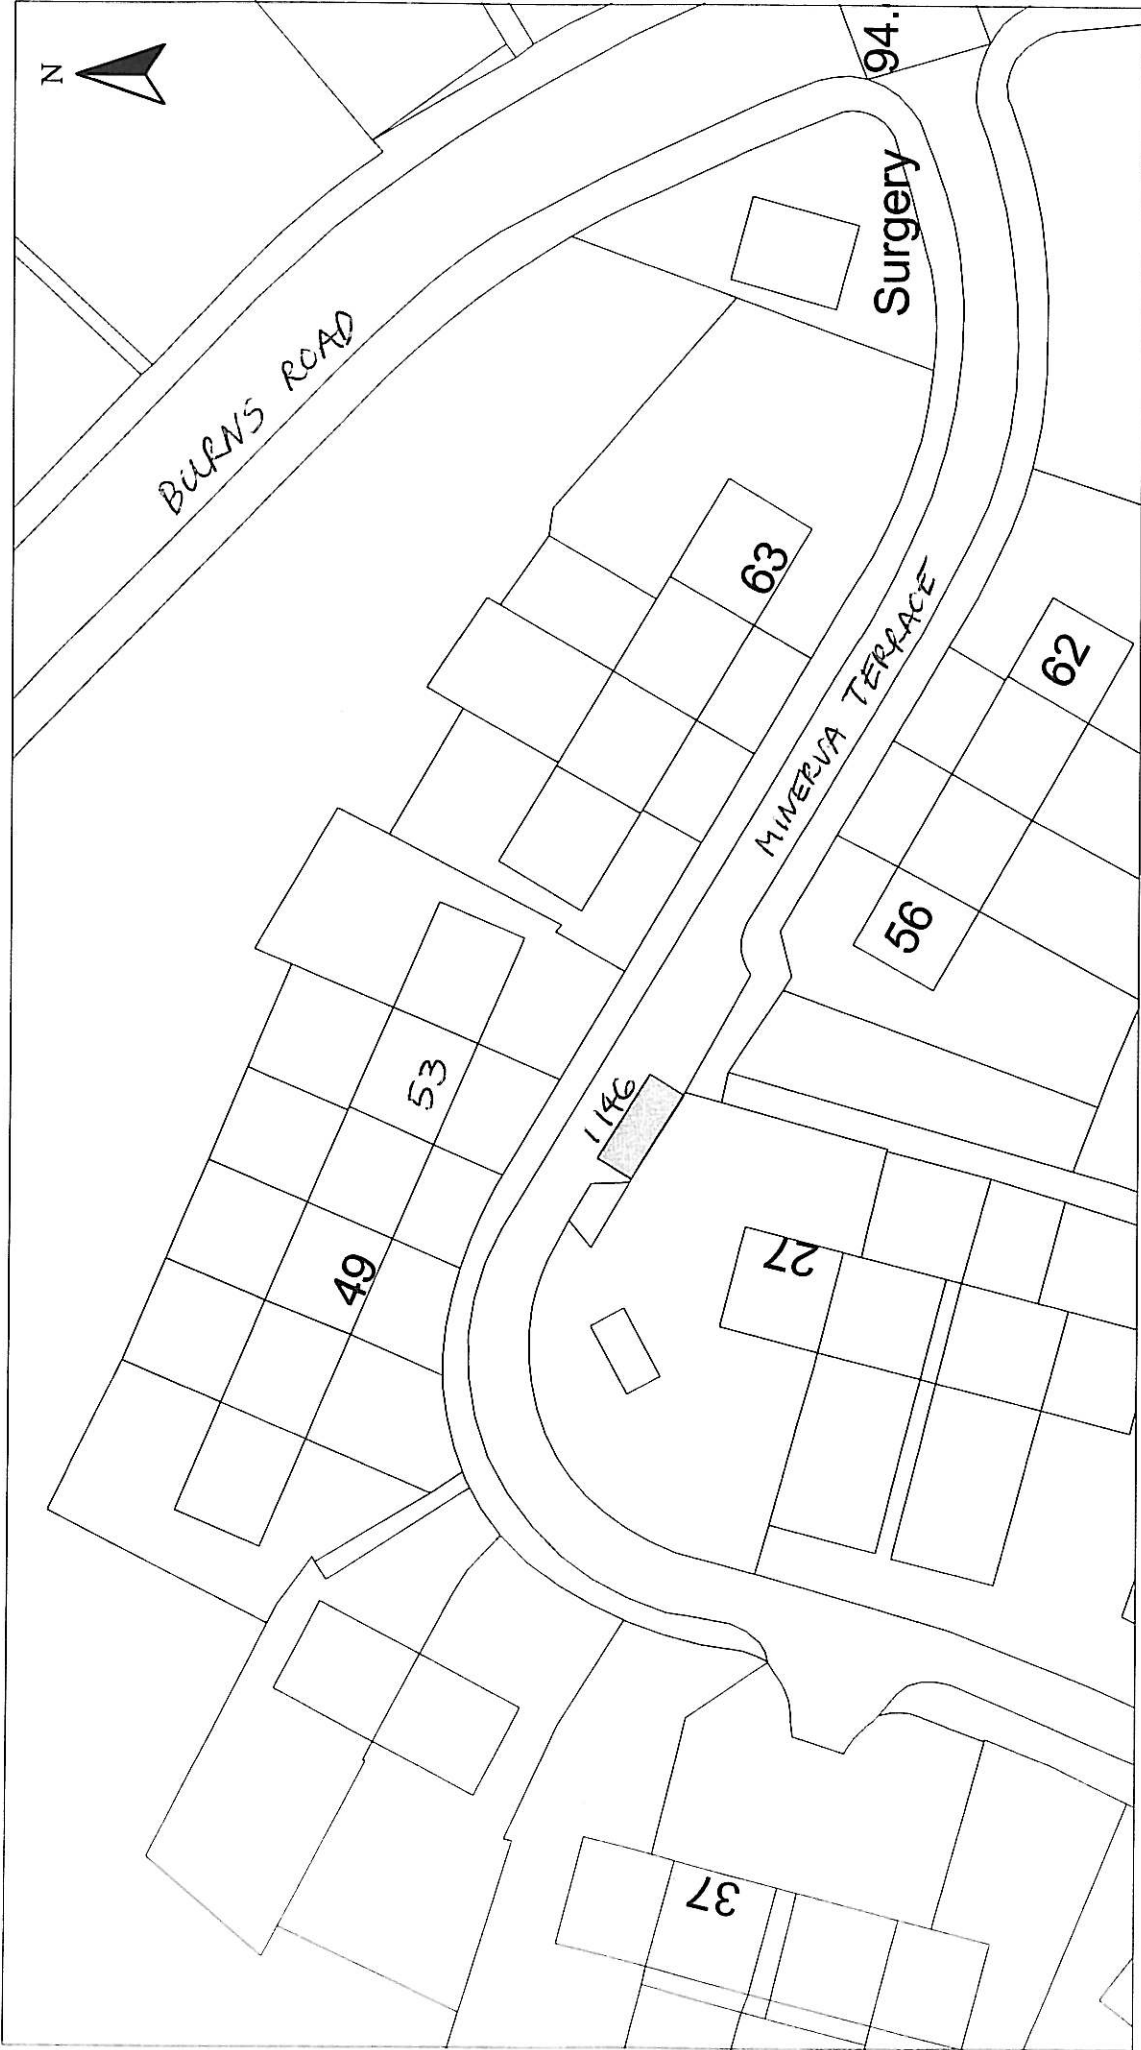 N
94.
Surgery
BURNS ROAD
63
MINERVA TERRACE
62
56
53
1146
49
27
37